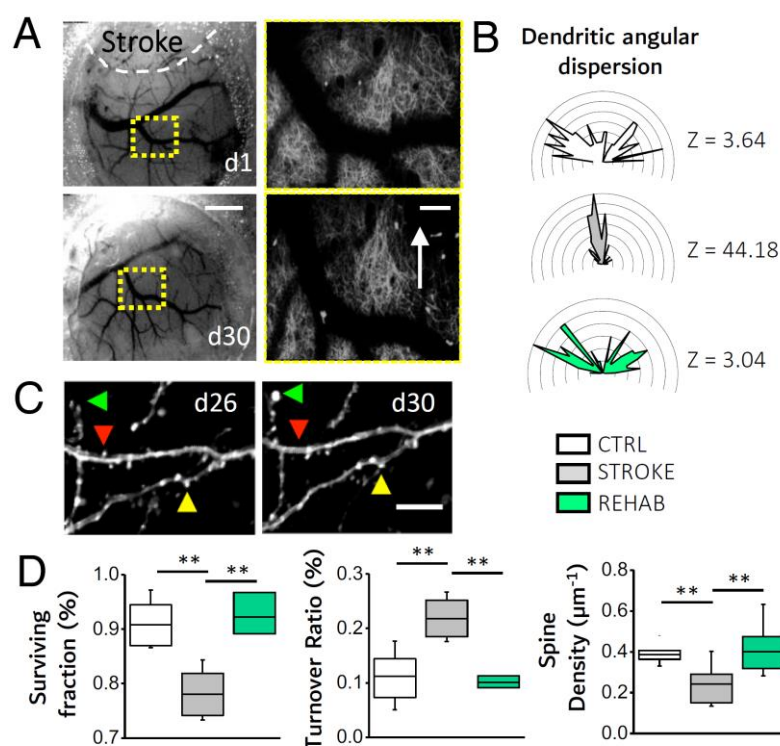 A
Stroke
d1
d30
B
Dendritic angular
dispersion
Z = 3.64
Z = 44.18
Z = 3.04
C
d26
d30
CTRL
STROKE
REHAB
D
Surviving
fraction (%)
1.0
0.9
0.8
0.7
** **
Turnover Ratio (%)
0.3
0.2
0.1
0.0
** **
Spine
Density (µm⁻¹)
0.8
0.6
0.4
0.2
0.0
** **